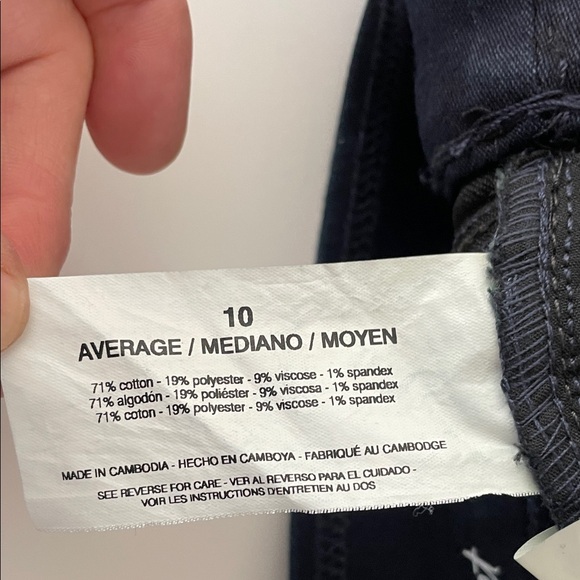 10
AVERAGE / MEDIANO / MOYEN
71% cotton - 19% polyester - 9% viscose - 1% spandex
71% algodón - 19% poliéster - 9% viscosa - 1% spandex
71% coton - 19% polyester - 9% viscose - 1% spandex
MADE IN CAMBODIA - HECHO EN CAMBOYA - FABRIQUÉ AU CAMBODGE
SEE REVERSE FOR CARE - VER AL REVERSO PARA EL CUIDADO -
VOIR LES INSTRUCTIONS D'ENTRETIEN AU DOS